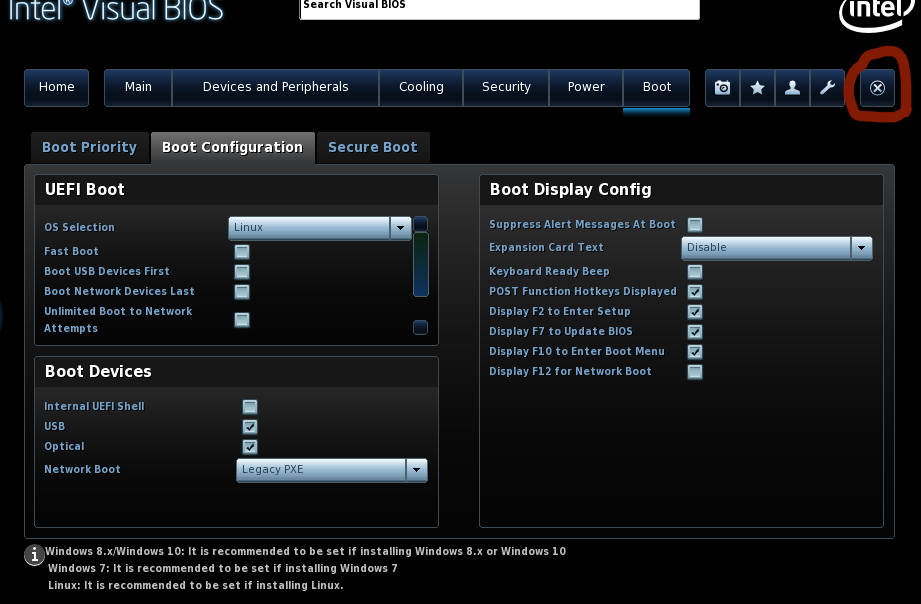 Intel® Visual BIOS
Search Visual BIOS
intel
Home
Main
Devices and Peripherals
Cooling
Security
Power
Boot
Boot Priority
Boot Configuration
Secure Boot
UEFI Boot
OS Selection
Linux
Fast Boot
Boot USB Devices First
Boot Network Devices Last
Unlimited Boot to Network
Attempts
Boot Devices
Internal UEFI Shell
USB
Optical
Network Boot
Legacy PXE
Boot Display Config
Suppress Alert Messages At Boot
Expansion Card Text
Disable
Keyboard Ready Beep
POST Function Hotkeys Displayed
Display F2 to Enter Setup
Display F7 to Update BIOS
Display F10 to Enter Boot Menu
Display F12 for Network Boot
Windows 8.x/Windows 10: It is recommended to be set if installing Windows 8.x or Windows 10
Windows 7: It is recommended to be set if installing Windows 7
Linux: It is recommended to be set if installing Linux.